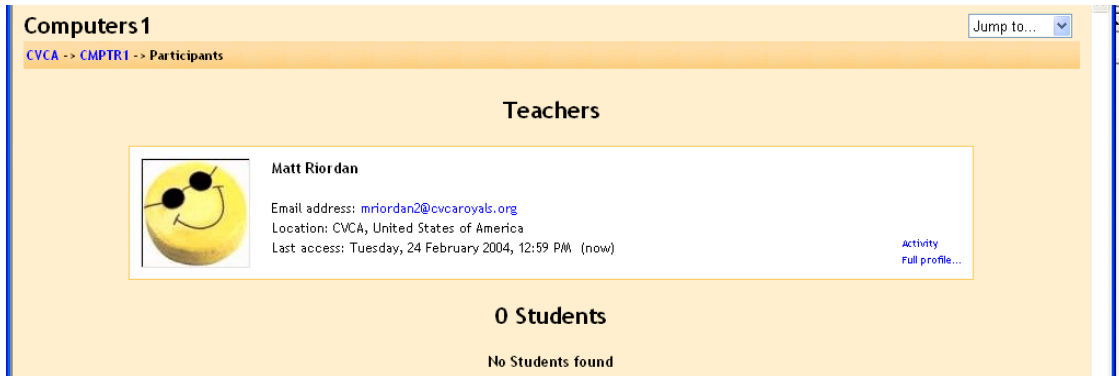 Computers1
Jump to...
CVCA -> CMPTR1 -> Participants
Teachers
Matt Riordan
Email address: mriordan2@cvcaroyals.org
Location: CVCA, United States of America
Last access: Tuesday, 24 February 2004, 12:59 PM (now)
Activity
Full profile...
0 Students
No Students found